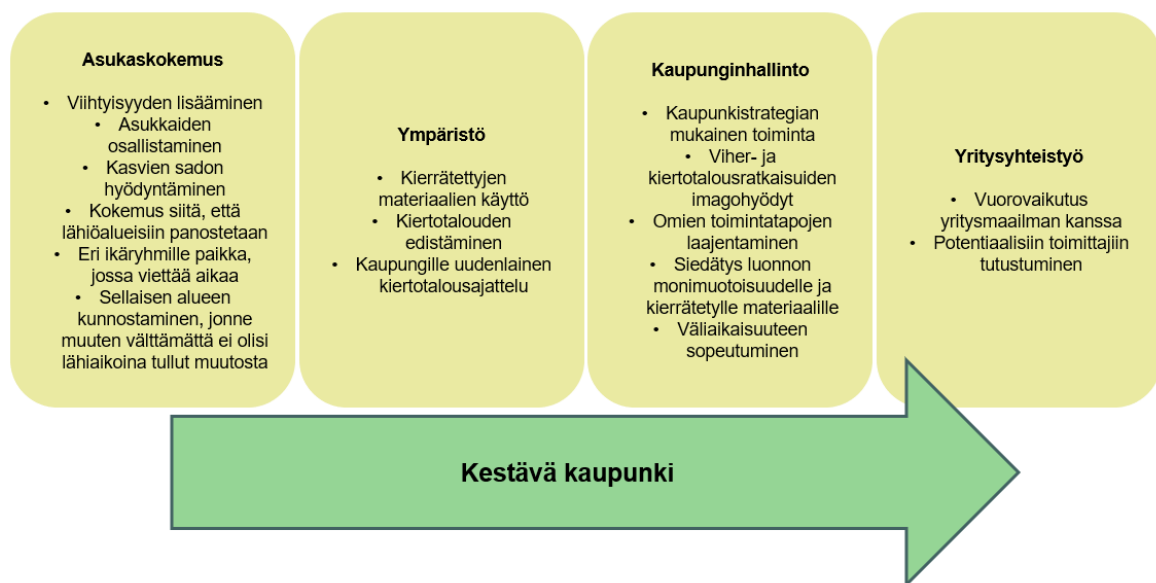 Asukaskokemus
• Viihtyisyyden lisääminen
• Asukkaiden
osallistaminen
• Kasvien sadon
hyödyntäminen
• Kokemus siitä, että
lähiöalueisiin panostetaan
• Eri ikäryhmille paikka,
jossa viettää aikaa
• Sellaisen alueen
kunnostaminen, jonne
muuten välttämättä ei olisi
lähiaikoina tullut muutosta
Ympäristö
• Kierrätettyjen
materiaalien käyttö
• Kiertotalouden
edistäminen
• Kaupungille uudenlainen
kiertotalousajattelu
Kaupunginhallinto
• Kaupunkistrategian
mukainen toiminta
• Viher- ja
kiertotalousratkaisuiden
imagohyödyt
• Omien toimintatapojen
laajentaminen
• Siedätys luonnon
monimuotoisuudelle ja
kierrätetylle materiaalille
• Väliaikaisuuteen
sopeutuminen
Yritysyhteistyö
• Vuorovaikutus
yritysmaailman kanssa
• Potentiaalisiin toimittajiin
tutustuminen
Kestävä kaupunki